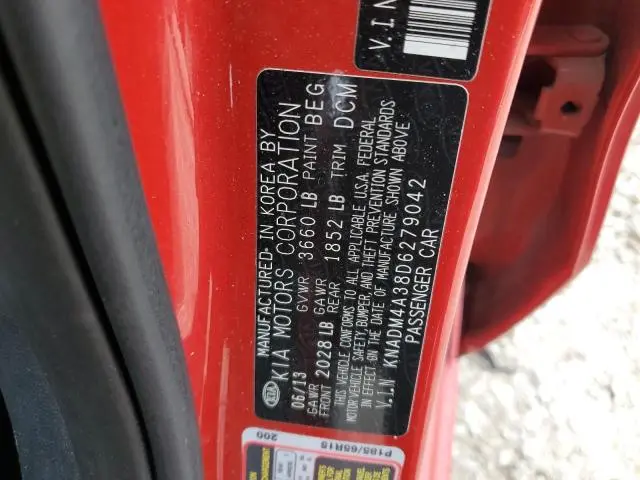 MANUFACTURED IN KOREA BY
KIA MOTORS CORPORATION
KIA
06/13 GVWR 3660 LB PAINT BEG
GAWR FRONT 2028 LB GAWR REAR 1852 LB TRIM DCM
THIS VEHICLE CONFORMS TO ALL APPLICABLE U.S.A. FEDERAL
MOTOR VEHICLE SAFETY, BUMPER, AND THEFT PREVENTION STANDARDS
IN EFFECT ON THE DATE OF MANUFACTURE SHOWN ABOVE
V.I.N KNADM4A38D6279042
PASSENGER CAR
V.I.N
P185/65R15
200